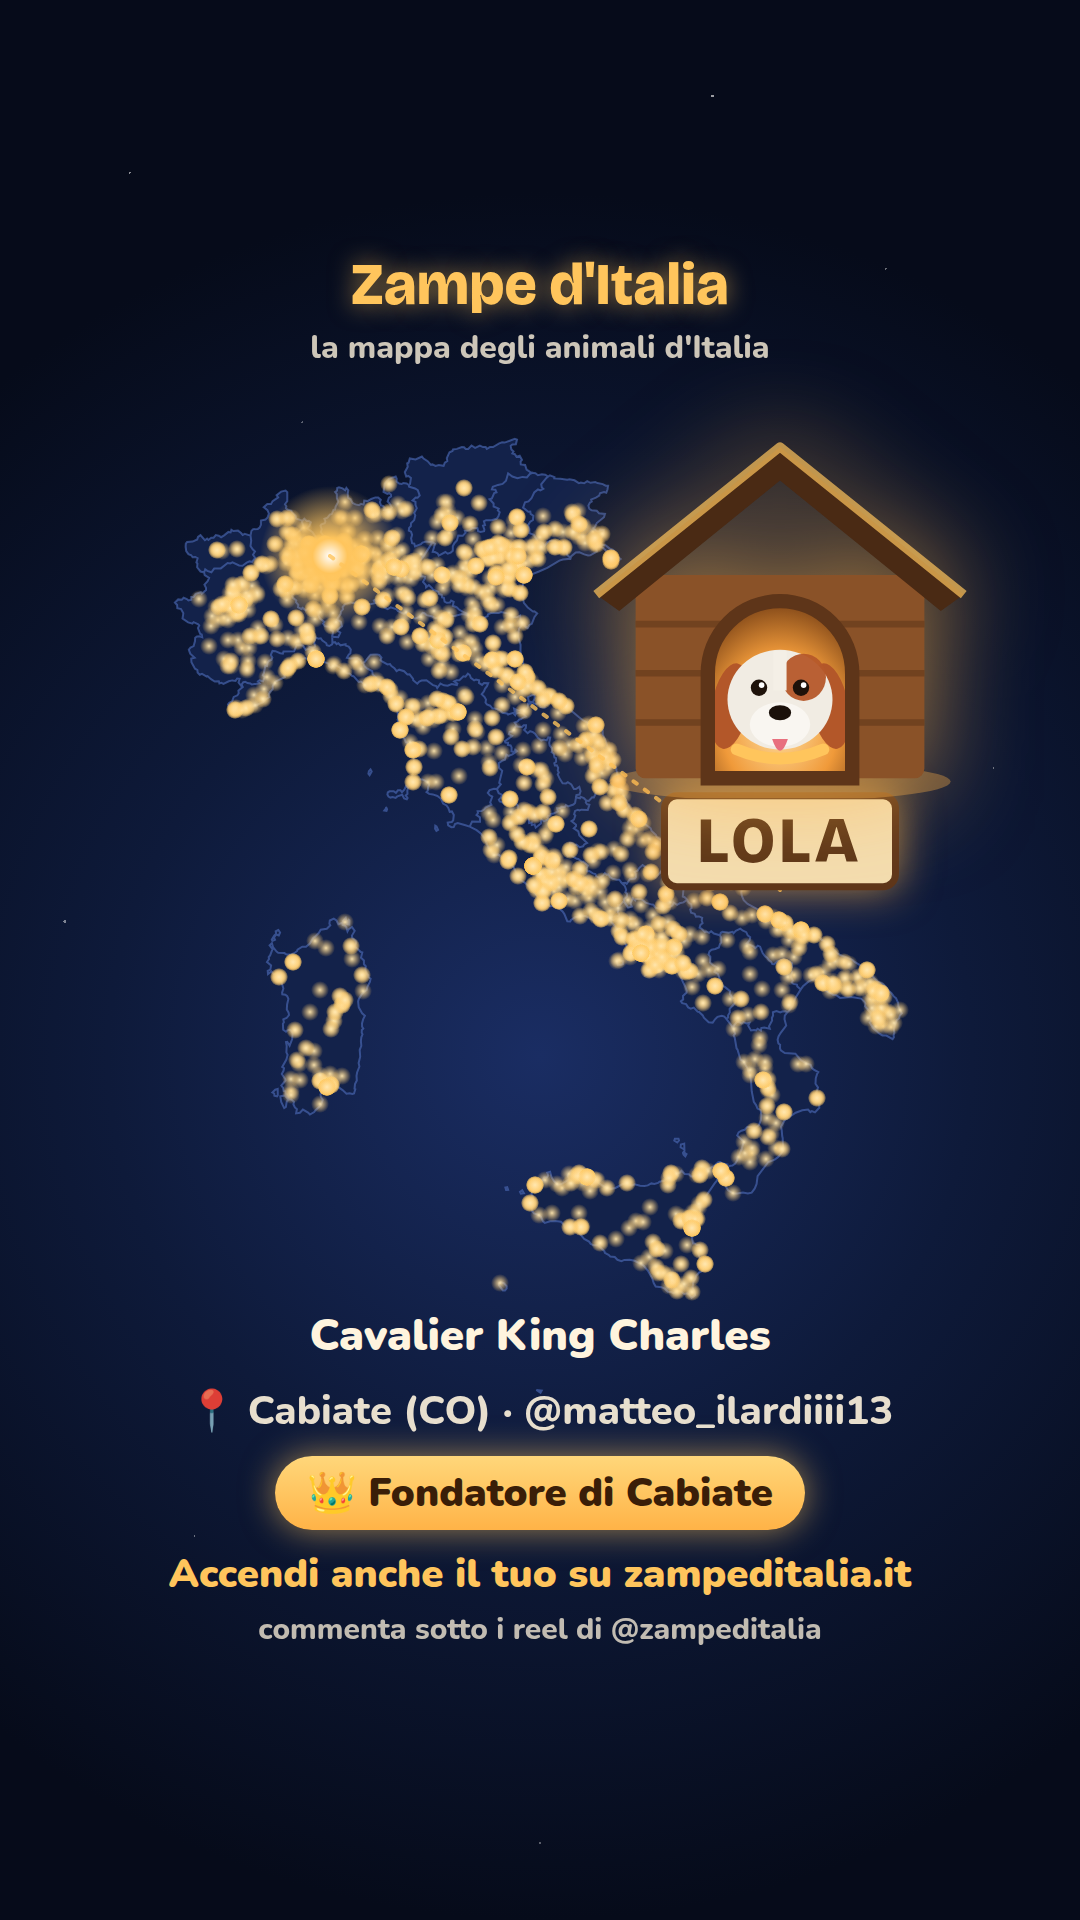 Zampe d'Italia
la mappa degli animali d'Italia
LOLA
Cavalier King Charles
📍 Cabiate (CO) · @matteo_ilardiiii13
👑 Fondatore di Cabiate
Accendi anche il tuo su zampeditalia.it
commenta sotto i reel di @zampeditalia